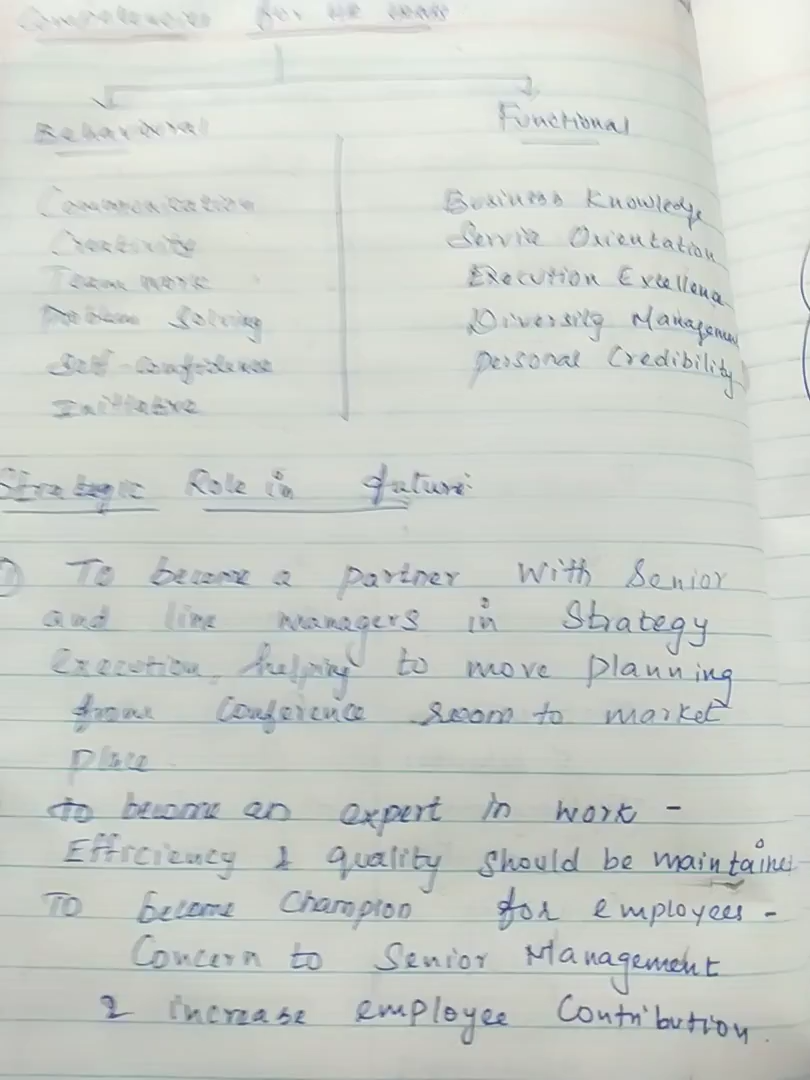 Competencies for HR
Behavioral Functional
Communication Business Knowledge
Creativity Service Orientation
Team work Execution Excellence
Problem Solving Diversity Management
Self-Confidence Personal Credibility
Initiative
Strategic Role in future:
To become a partner with Senior
and line managers in Strategy
Execution, helping to move planning
from Conference room to market
place
to become an expert in work -
Efficiency & quality should be maintained
To become Champion for employees -
Concern to Senior Management
& increase employee Contribution.